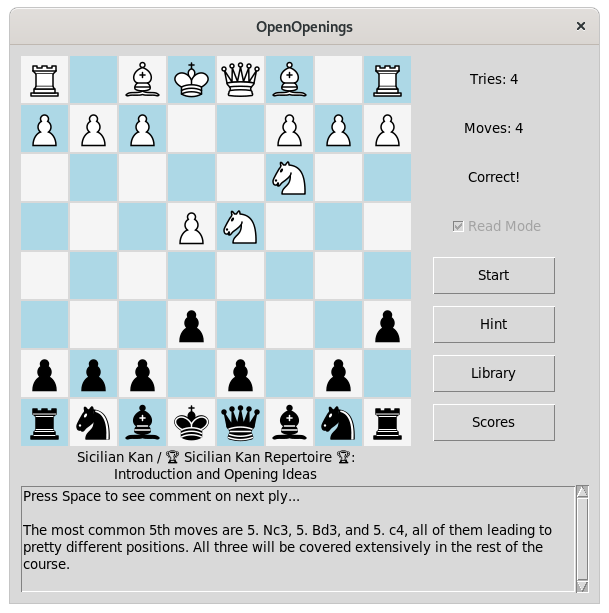 OpenOpenings
Tries: 4
Moves: 4
Correct!
Read Mode
Start
Hint
Library
Scores
Sicilian Kan / 🏆 Sicilian Kan Repertoire 🏆:
Introduction and Opening Ideas
Press Space to see comment on next ply...
The most common 5th moves are 5. Nc3, 5. Bd3, and 5. c4, all of them leading to
pretty different positions. All three will be covered extensively in the rest of the
course.